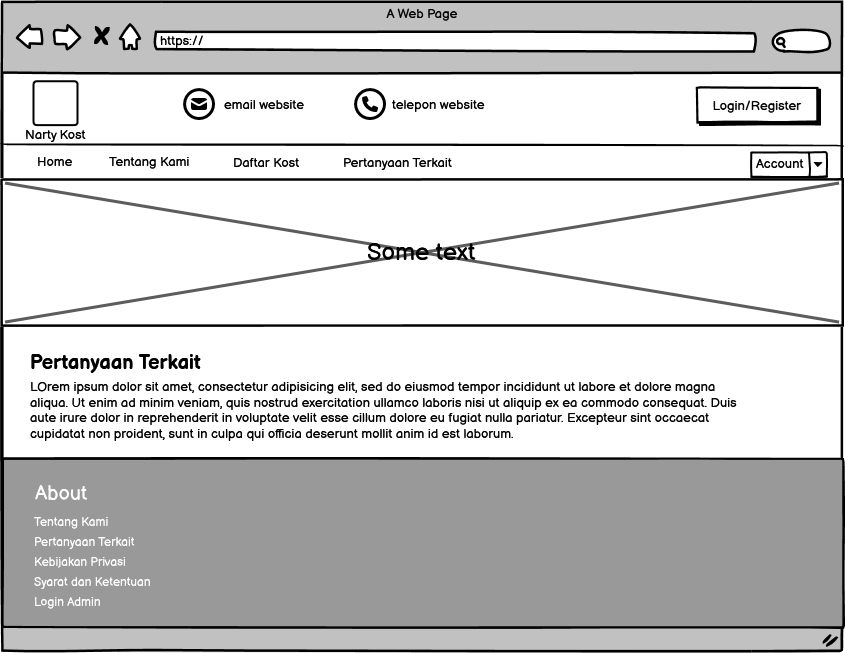 A Web Page
https://
email website
telepon website
Login/Register
Narty Kost
Home
Tentang Kami
Daftar Kost
Pertanyaan Terkait
Account
Some text
Pertanyaan Terkait
LOrem ipsum dolor sit amet, consectetur adipisicing elit, sed do eiusmod tempor incididunt ut labore et dolore magna
aliqua. Ut enim ad minim veniam, quis nostrud exercitation ullamco laboris nisi ut aliquip ex ea commodo consequat. Duis
aute irure dolor in reprehenderit in voluptate velit esse cillum dolore eu fugiat nulla pariatur. Excepteur sint occaecat
cupidatat non proident, sunt in culpa qui officia deserunt mollit anim id est laborum.
About
Tentang Kami
Pertanyaan Terkait
Kebijakan Privasi
Syarat dan Ketentuan
Login Admin